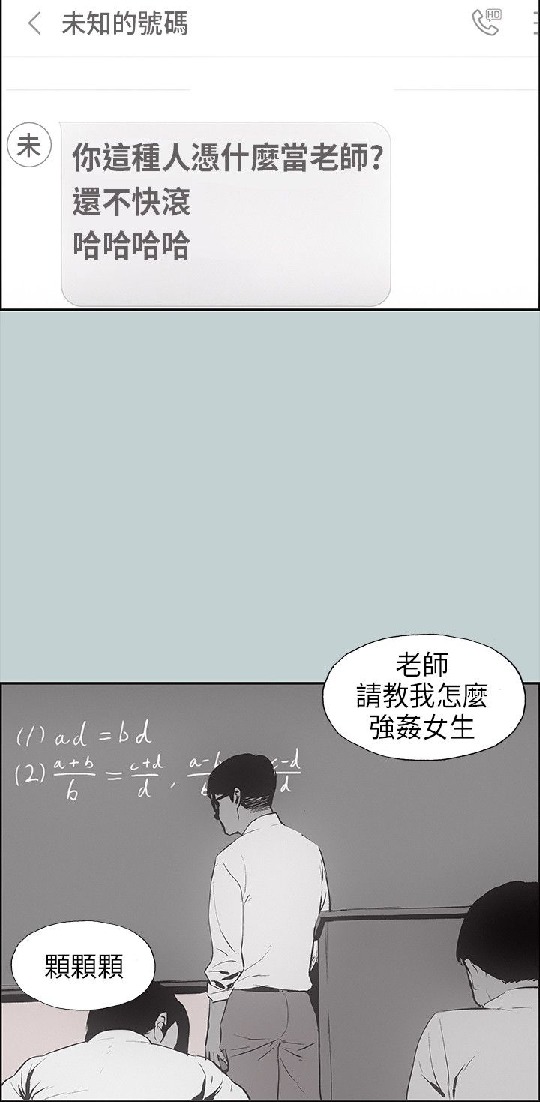 未知的號碼
HD
未
你這種人憑什麼當老師?
還不快滾
哈哈哈哈
老師
請教我怎麼
強姦女生
(1) ad = bd
(2) a+b/b = c+d/d, a-b c-d/d
顆顆顆